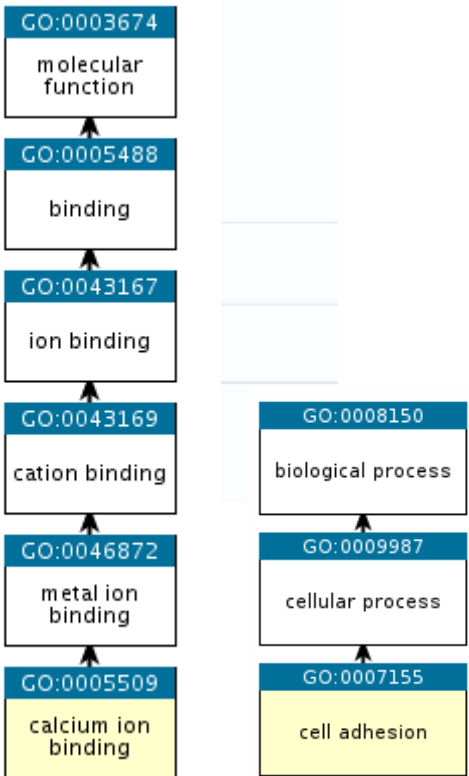 GO:0003674
molecular
function
GO:0005488
binding
GO:0043167
ion binding
GO:0043169
cation binding
GO:0046872
metal ion
binding
GO:0005509
calcium ion
binding
GO:0008150
biological process
GO:0009987
cellular process
GO:0007155
cell adhesion